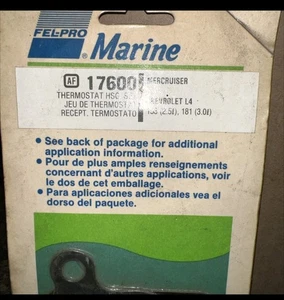 FEL-PRO
Marine
AF 17600
MERCRUISER
THERMOSTAT HSG
JEU DE THERMOSTAT
CHEVROLET L4
RECEPT. TERMOSTATO
(2.5ℓ), 181 (3.0ℓ)
• See back of package for additional
application information.
• Pour de plus amples renseignements
concernant d'autres applications, voir
le dos de cet emballage.
• Para aplicaciones adicionales vea el
dorso del paquete.